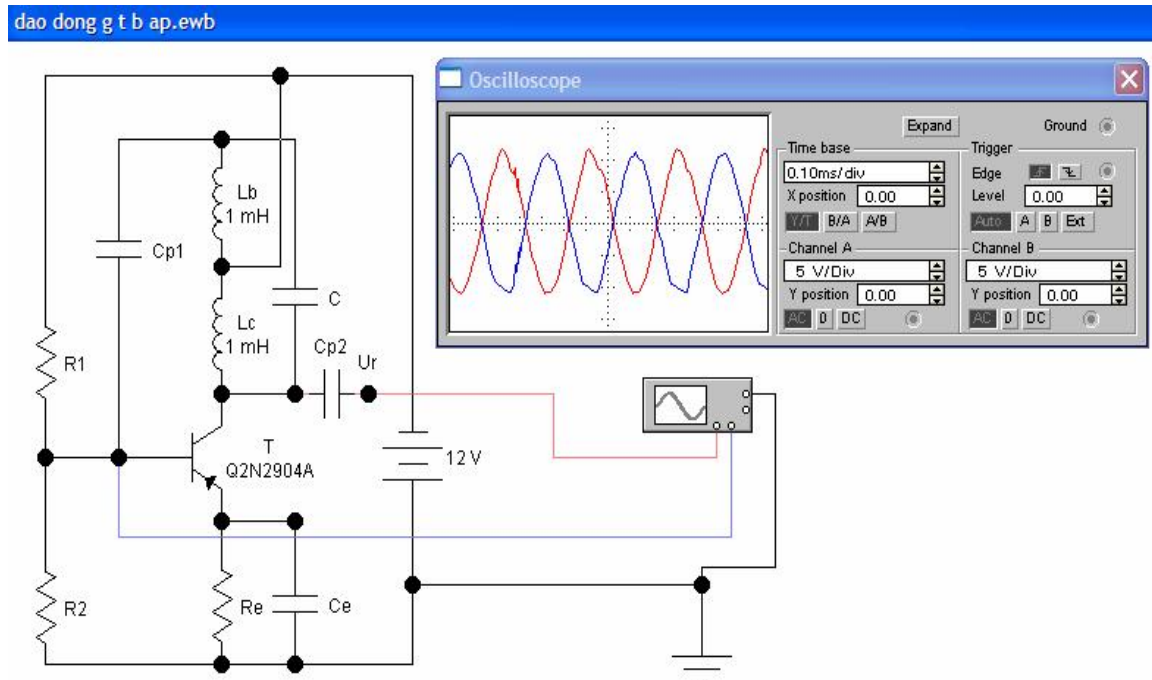 dao dong g t b ap.ewb
Oscilloscope
Expand
Ground
Time base
0.10ms/div
X position 0.00
Y/T B/A A/B
Trigger
Edge
Level 0.00
Auto A B Ext
Channel A
5 V/Div
Y position 0.00
AC 0 DC
Channel B
5 V/Div
Y position 0.00
AC 0 DC
Lb
1 mH
Cp1
C
Lc
1 mH
Cp2
Ur
R1
T
Q2N2904A
12 V
R2
Re
Ce